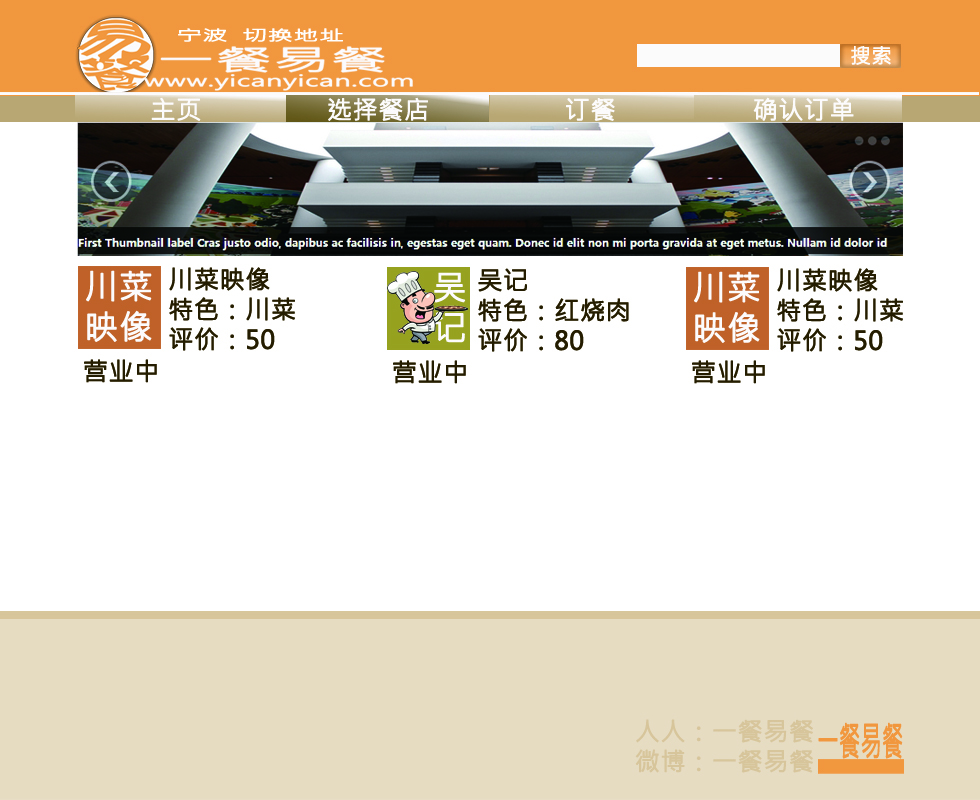 宁波 切换地址
一餐易餐
www.yicanyican.com
搜索
主页 选择餐店 订餐 确认订单
First Thumbnail label Cras justo odio, dapibus ac facilisis in, egestas eget quam. Donec id elit non mi porta gravida at eget metus. Nullam id dolor id
川菜
映像
川菜映像
特色：川菜
评价：50
营业中
吴
记
吴记
特色：红烧肉
评价：80
营业中
川菜
映像
川菜映像
特色：川菜
评价：50
营业中
人人：一餐易餐
微博：一餐易餐
一餐易餐